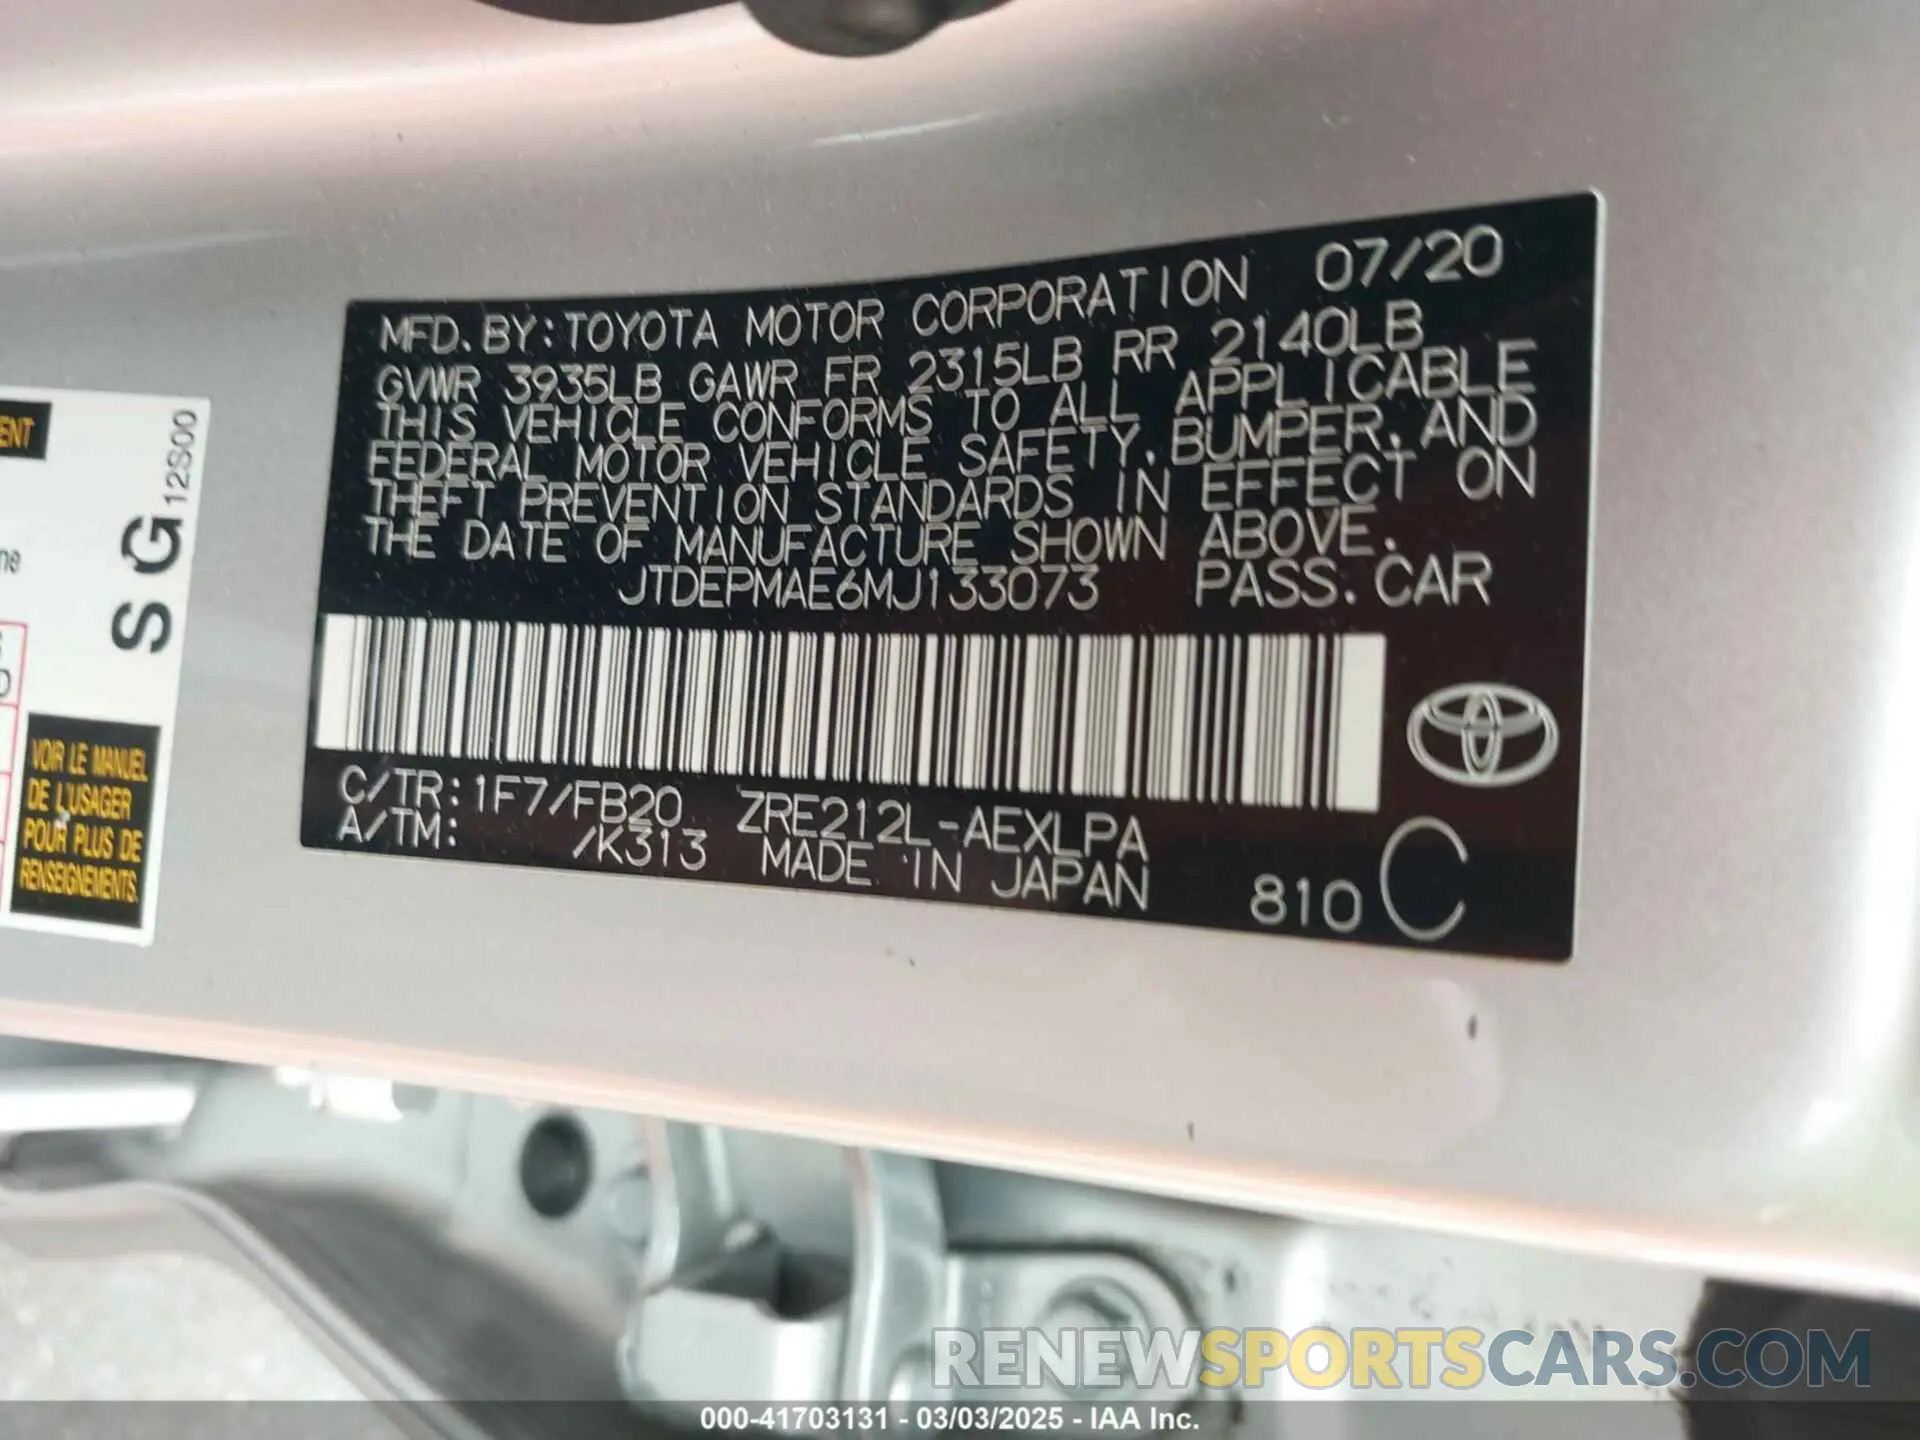 MFD. BY: TOYOTA MOTOR CORPORATION 07/20
GVWR 3935LB GAWR FR 2315LB RR 2140LB
THIS VEHICLE CONFORMS TO ALL APPLICABLE
FEDERAL MOTOR VEHICLE SAFETY, BUMPER, AND
THEFT PREVENTION STANDARDS IN EFFECT ON
THE DATE OF MANUFACTURE SHOWN ABOVE.
JTDEPMAE6MJ133073 PASS. CAR
C/TR: 1F7/FB20 ZRE212L-AEXLPA
A/TM: /K313 MADE IN JAPAN
810 C
S G 12S00
VOIR LE MANUEL
DE L'USAGER
POUR PLUS DE
RENSEIGNEMENTS.
RENEWSPORTSCARS.COM
000-41703131 - 03/03/2025 - IAA Inc.